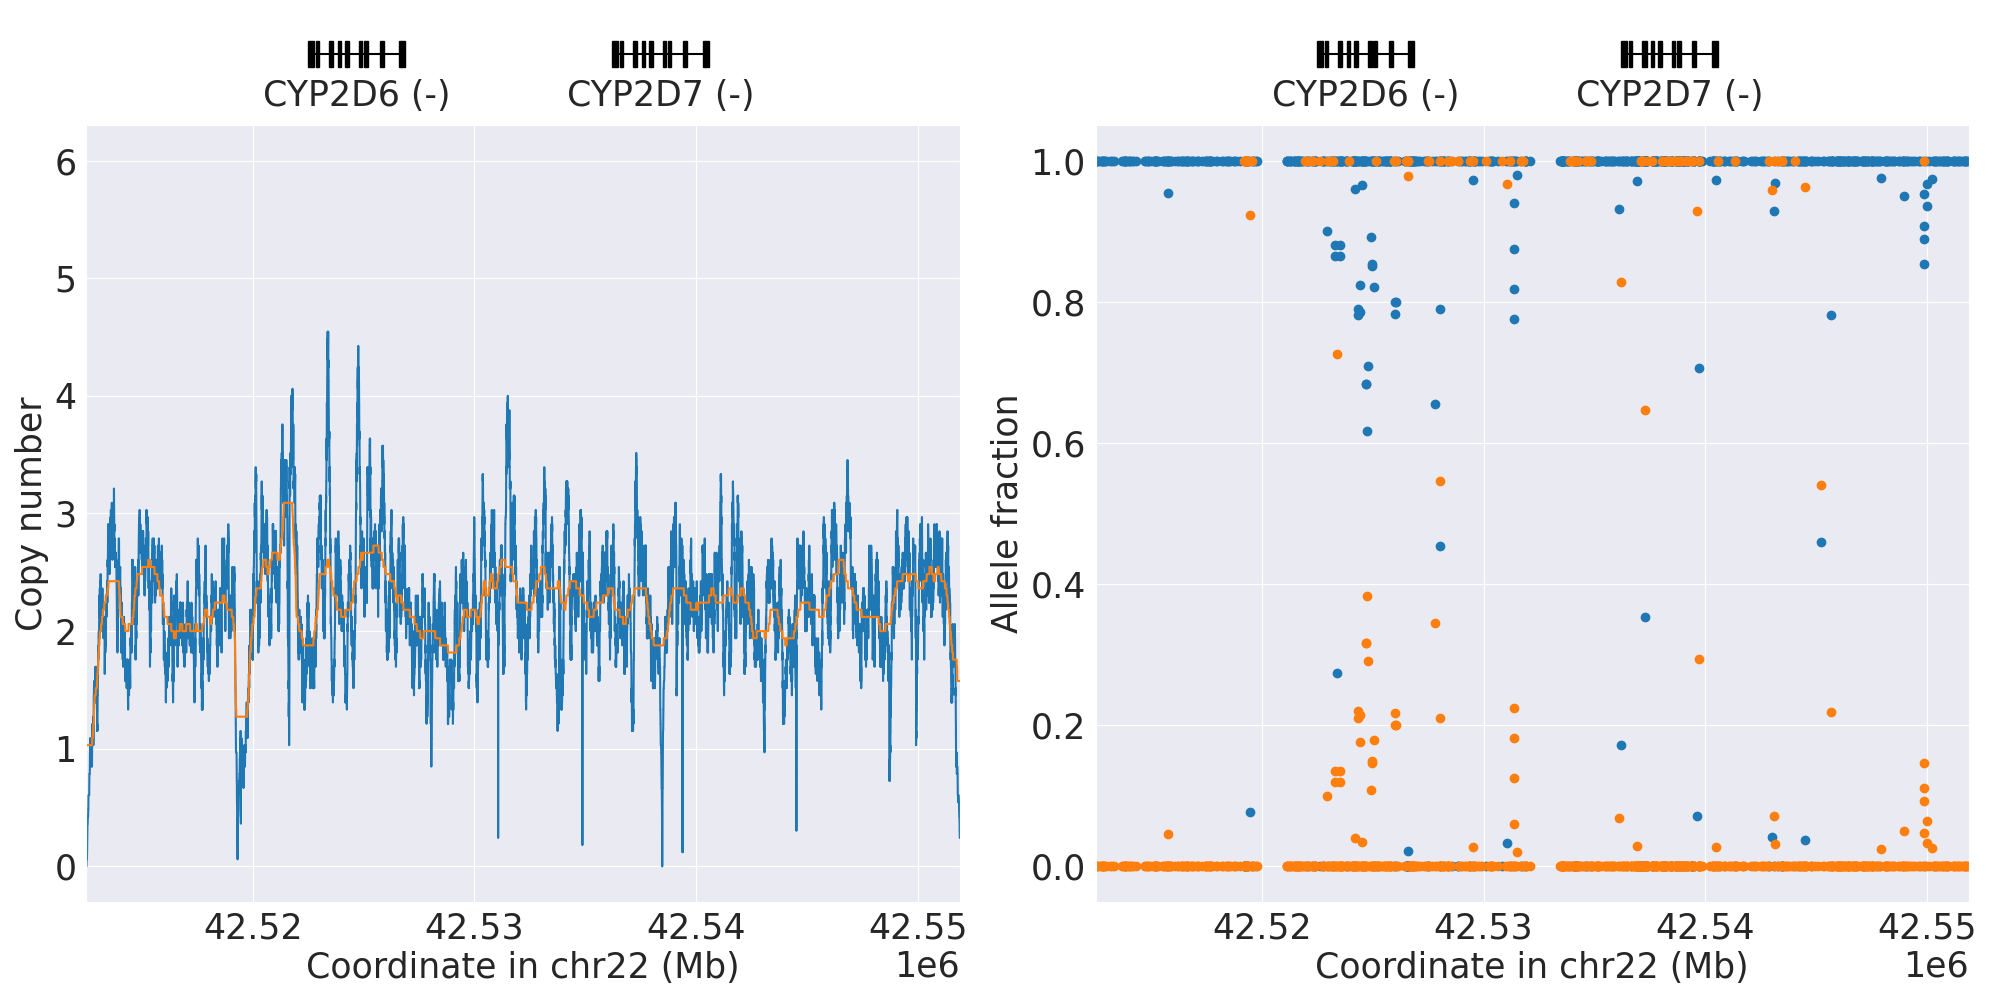 CYP2D6 (-) CYP2D7 (-)
6
5
4
3
2
1
0
Copy number
42.52 42.53 42.54 42.55
Coordinate in chr22 (Mb) 1e6
CYP2D6 (-) CYP2D7 (-)
1.0
0.8
0.6
0.4
0.2
0.0
Allele fraction
42.52 42.53 42.54 42.55
Coordinate in chr22 (Mb) 1e6